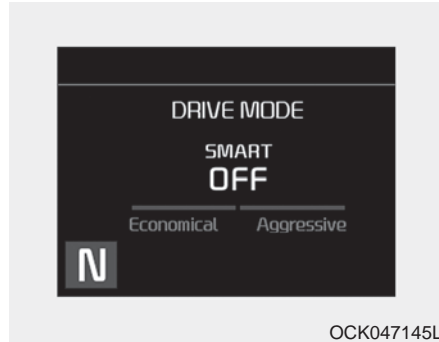 DRIVE MODE
SMART
OFF
Economical Aggressive
N
OCK047145L